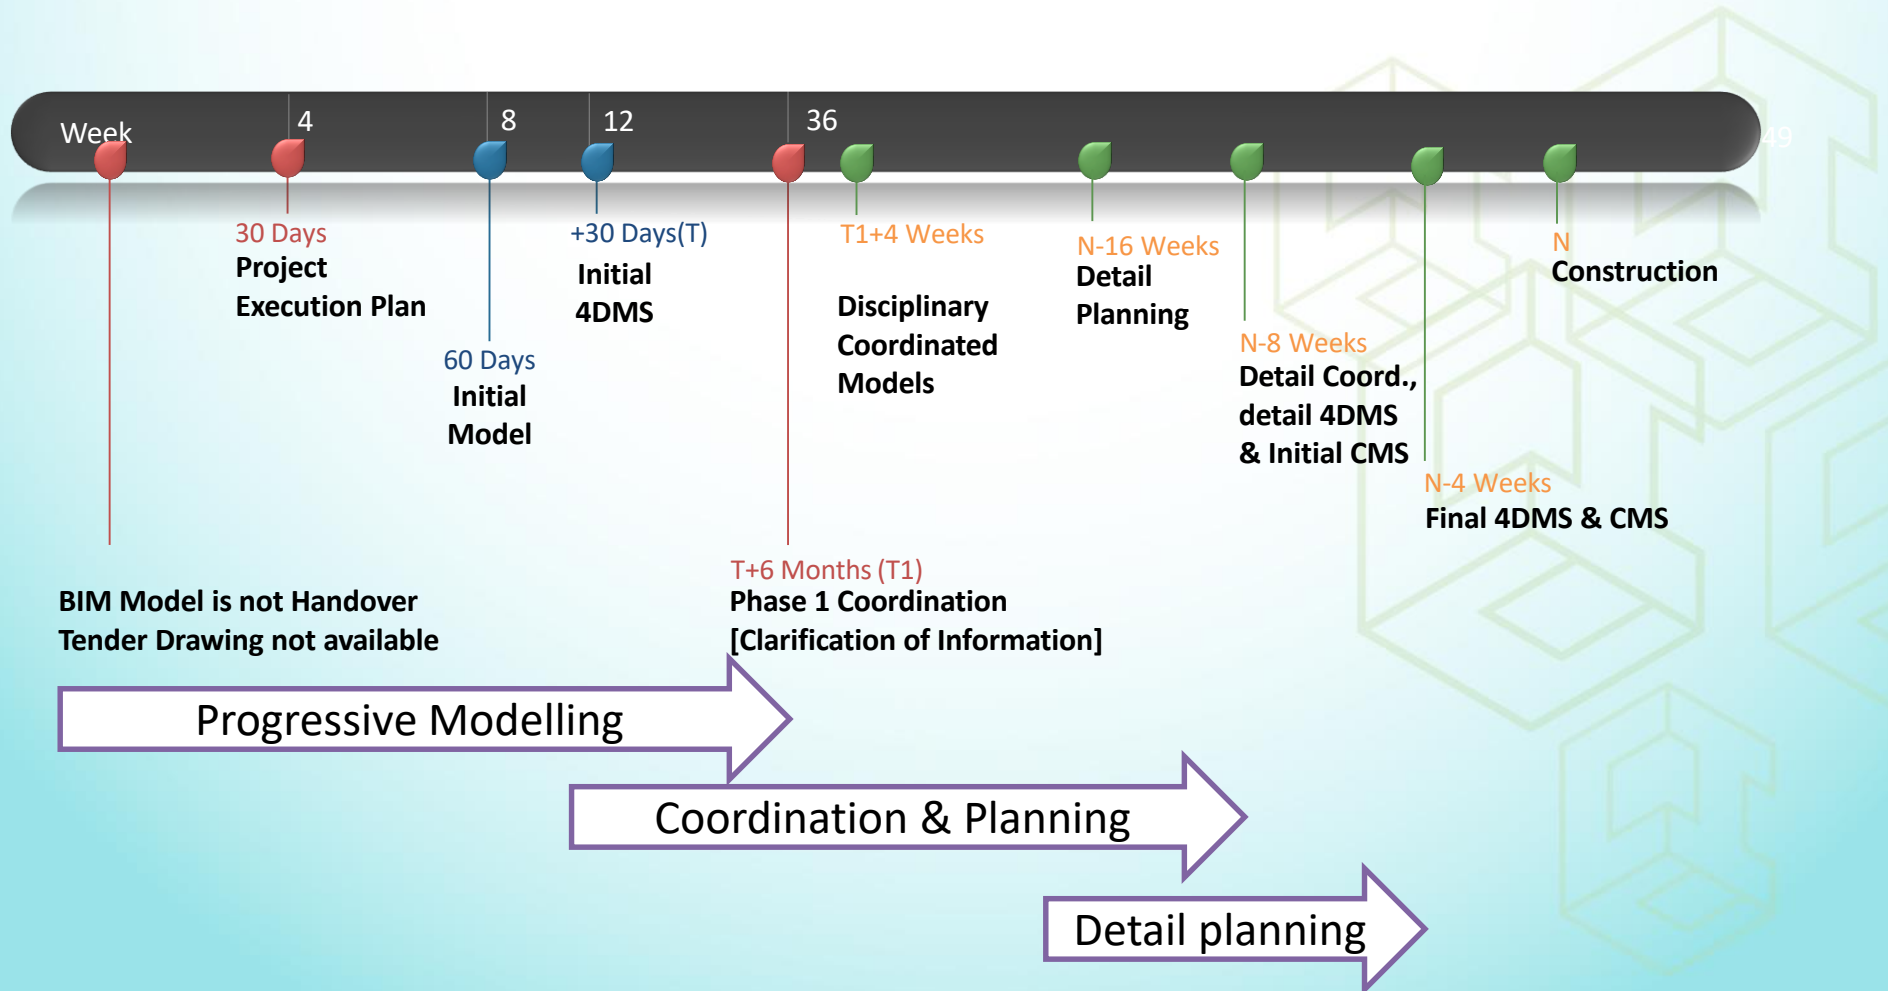 Week
4
8
12
36
49
30 Days
Project
Execution Plan
60 Days
Initial
Model
+30 Days(T)
Initial
4DMS
T1+4 Weeks
Disciplinary
Coordinated
Models
N-16 Weeks
Detail
Planning
N-8 Weeks
Detail Coord.,
detail 4DMS
& Initial CMS
N-4 Weeks
Final 4DMS & CMS
N
Construction
BIM Model is not Handover
Tender Drawing not available
T+6 Months (T1)
Phase 1 Coordination
[Clarification of Information]
Progressive Modelling
Coordination & Planning
Detail planning